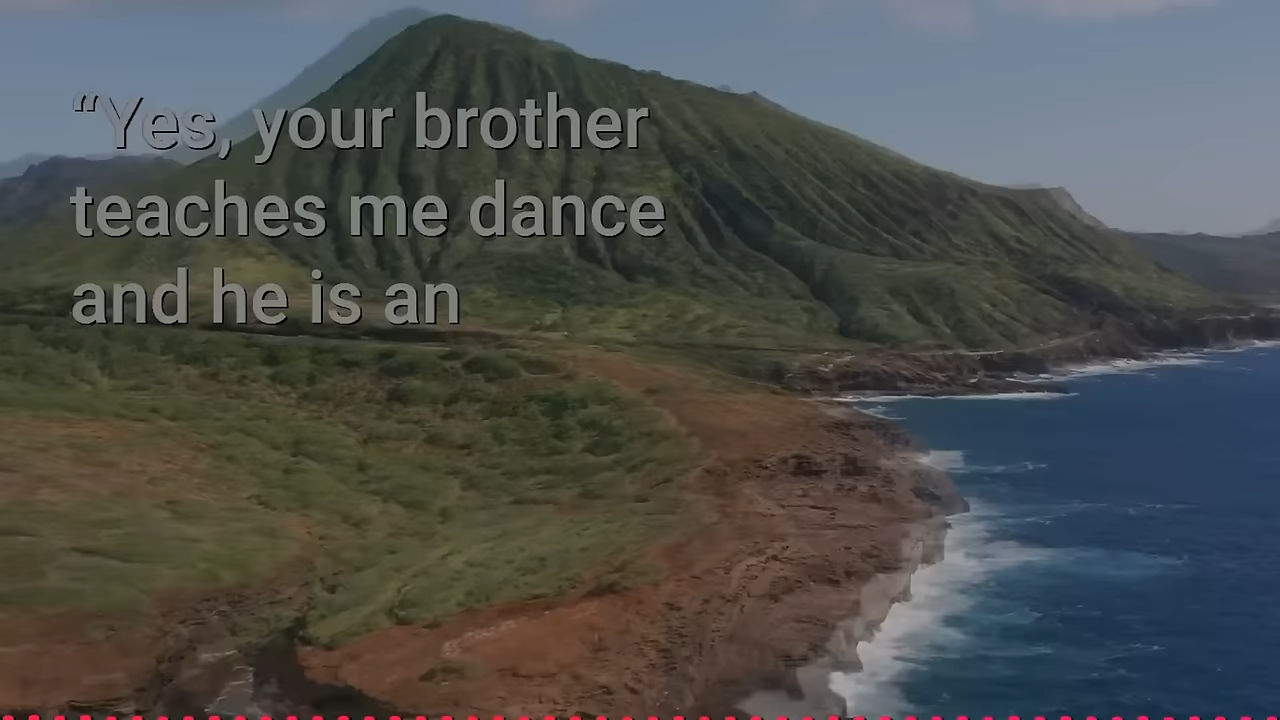 “Yes, your brother
teaches me dance
and he is an